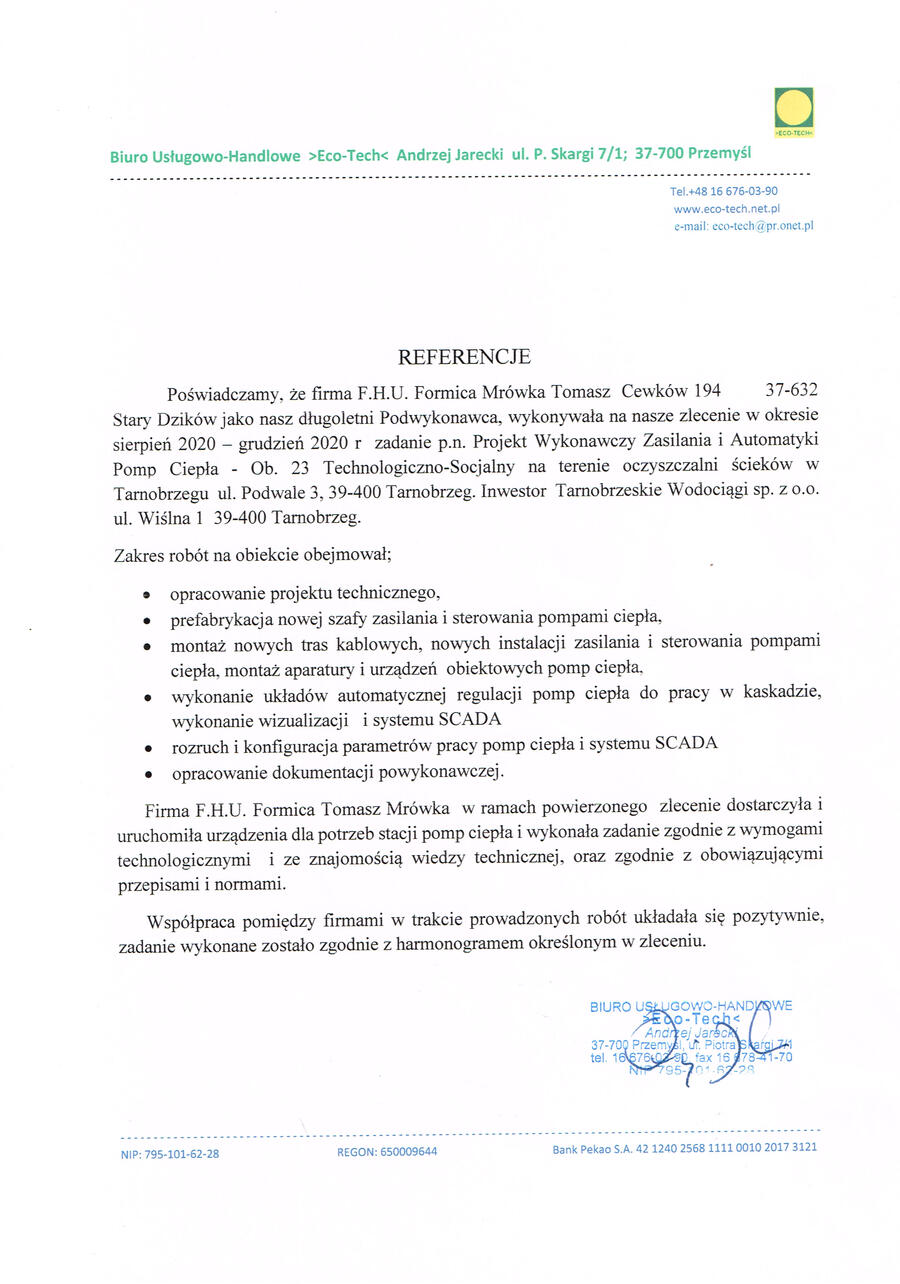 >ECO-TECH<
Biuro Usługowo-Handlowe >Eco-Tech< Andrzej Jarecki ul. P. Skargi 7/1; 37-700 Przemyśl
Tel.+48 16 676-03-90
www.eco-tech.net.pl
e-mail: eco-tech@pr.onet.pl
REFERENCJE
Poświadczamy, że firma F.H.U. Formica Mrówka Tomasz Cewków 194 37-632
Stary Dzików jako nasz długoletni Podwykonawca, wykonywała na nasze zlecenie w okresie
sierpień 2020 – grudzień 2020 r zadanie p.n. Projekt Wykonawczy Zasilania i Automatyki
Pomp Ciepła - Ob. 23 Technologiczno-Socjalny na terenie oczyszczalni ścieków w
Tarnobrzegu ul. Podwale 3, 39-400 Tarnobrzeg. Inwestor Tarnobrzeskie Wodociągi sp. z o.o.
ul. Wiślna 1 39-400 Tarnobrzeg.
Zakres robót na obiekcie obejmował;
• opracowanie projektu technicznego,
• prefabrykacja nowej szafy zasilania i sterowania pompami ciepła,
• montaż nowych tras kablowych, nowych instalacji zasilania i sterowania pompami
ciepła, montaż aparatury i urządzeń obiektowych pomp ciepła,
• wykonanie układów automatycznej regulacji pomp ciepła do pracy w kaskadzie,
wykonanie wizualizacji i systemu SCADA
• rozruch i konfiguracja parametrów pracy pomp ciepła i systemu SCADA
• opracowanie dokumentacji powykonawczej.
Firma F.H.U. Formica Tomasz Mrówka w ramach powierzonego zlecenie dostarczyła i
uruchomiła urządzenia dla potrzeb stacji pomp ciepła i wykonała zadanie zgodnie z wymogami
technologicznymi i ze znajomością wiedzy technicznej, oraz zgodnie z obowiązującymi
przepisami i normami.
Współpraca pomiędzy firmami w trakcie prowadzonych robót układała się pozytywnie,
zadanie wykonane zostało zgodnie z harmonogramem określonym w zleceniu.
BIURO USŁUGOWO-HANDLOWE
>Eco-Tech<
Andrzej Jarecki
37-700 Przemyśl, ul. Piotra Skargi 7/1
tel. 16 676-03-90, fax 16 678-41-70
NIP 795-101-62-28
NIP: 795-101-62-28 REGON: 650009644 Bank Pekao S.A. 42 1240 2568 1111 0010 2017 3121